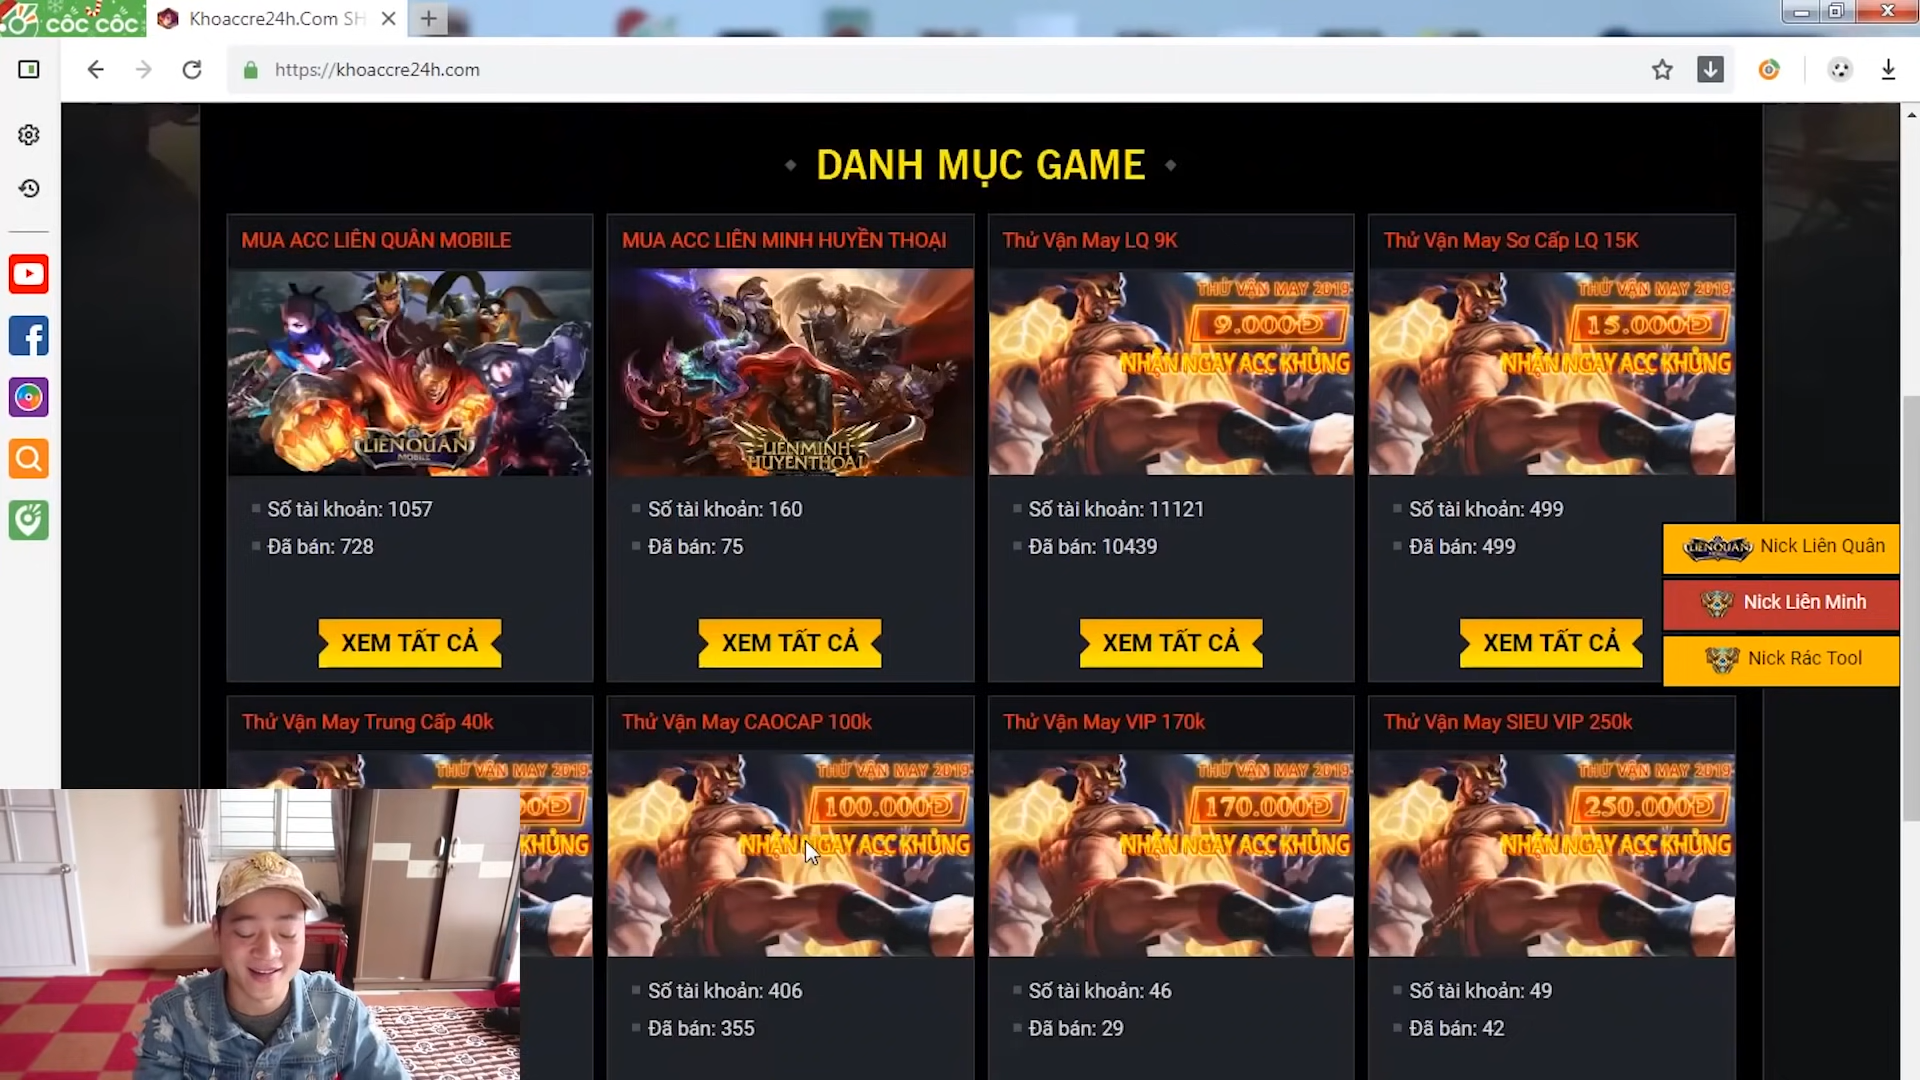 cốc cốc
Khoaccre24h.Com SH
https://khoaccre24h.com
DANH MỤC GAME
MUA ACC LIÊN QUÂN MOBILE
MUA ACC LIÊN MINH HUYỀN THOẠI
Thử Vận May LQ 9K
Thử Vận May Sơ Cấp LQ 15K
LIENQUAN
MOBILE
LIENMINH
HUYENTHOAI
THỬ VẬN MAY 2019
9.000Đ
NHẬN NGAY ACC KHỦNG
THỬ VẬN MAY 2019
15.000Đ
NHẬN NGAY ACC KHỦNG
Số tài khoản: 1057
Đã bán: 728
Số tài khoản: 160
Đã bán: 75
Số tài khoản: 11121
Đã bán: 10439
Số tài khoản: 499
Đã bán: 499
LIENQUAN Nick Liên Quân
Nick Liên Minh
Nick Rác Tool
XEM TẤT CẢ
XEM TẤT CẢ
XEM TẤT CẢ
XEM TẤT CẢ
Thử Vận May Trung Cấp 40k
Thử Vận May CAOCAP 100k
Thử Vận May VIP 170k
Thử Vận May SIEU VIP 250k
THỬ VẬN MAY 2019
KHỦNG
THỬ VẬN MAY 2019
100.000Đ
NHẬN NGAY ACC KHỦNG
THỬ VẬN MAY 2019
170.000Đ
NHẬN NGAY ACC KHỦNG
THỬ VẬN MAY 2019
250.000Đ
NHẬN NGAY ACC KHỦNG
Số tài khoản: 406
Đã bán: 355
Số tài khoản: 46
Đã bán: 29
Số tài khoản: 49
Đã bán: 42